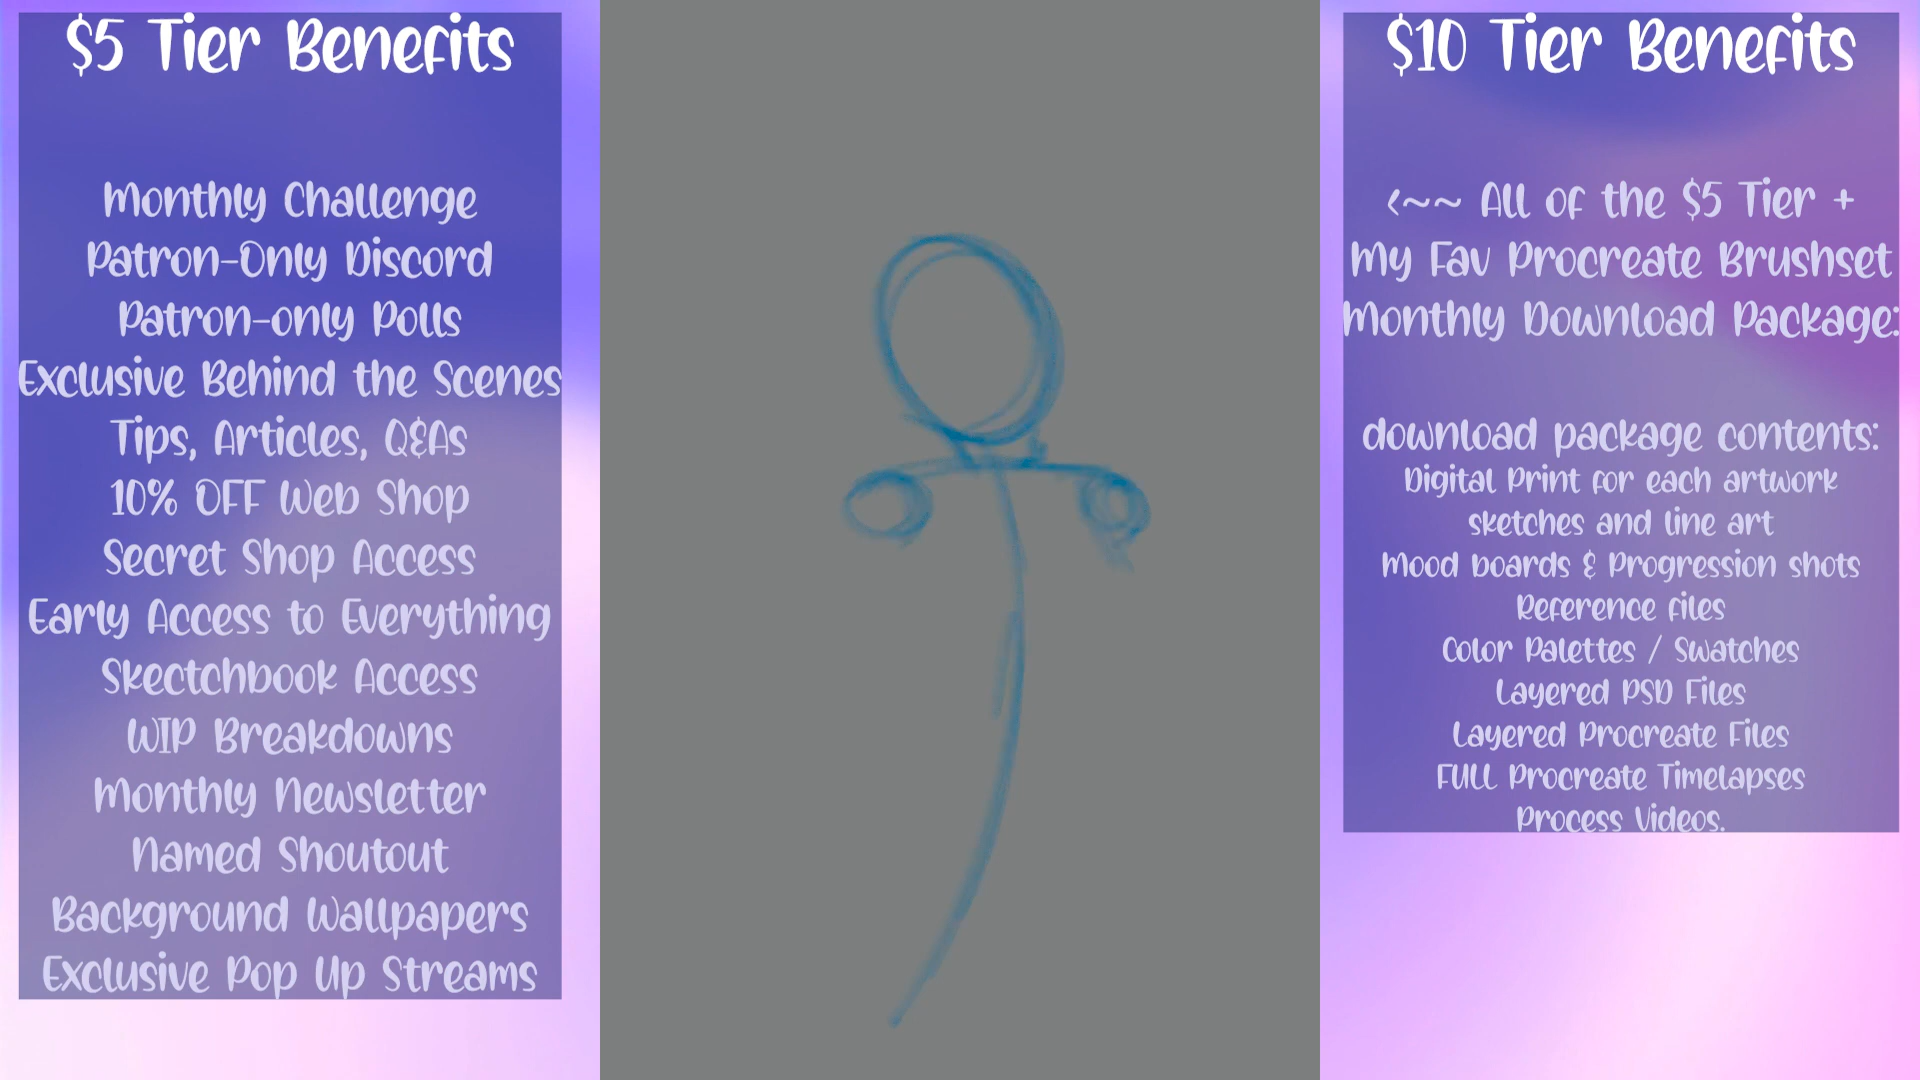 $5 Tier Benefits
Monthly Challenge
Patron-Only Discord
Patron-only Polls
Exclusive Behind the Scenes
Tips, Articles, Q&As
10% OFF Web Shop
Secret Shop Access
Early Access to Everything
Skectchbook Access
WIP Breakdowns
Monthly Newsletter
Named Shoutout
Background Wallpapers
Exclusive Pop Up Streams
$10 Tier Benefits
<~~ All of the $5 Tier +
My Fav Procreate Brushset
Monthly Download Package:
download package contents:
Digital Print for each artwork
sketches and line art
Mood boards & Progression shots
Reference files
Color Palettes / Swatches
Layered PSD Files
Layered Procreate Files
FULL Procreate Timelapses
Process Videos.